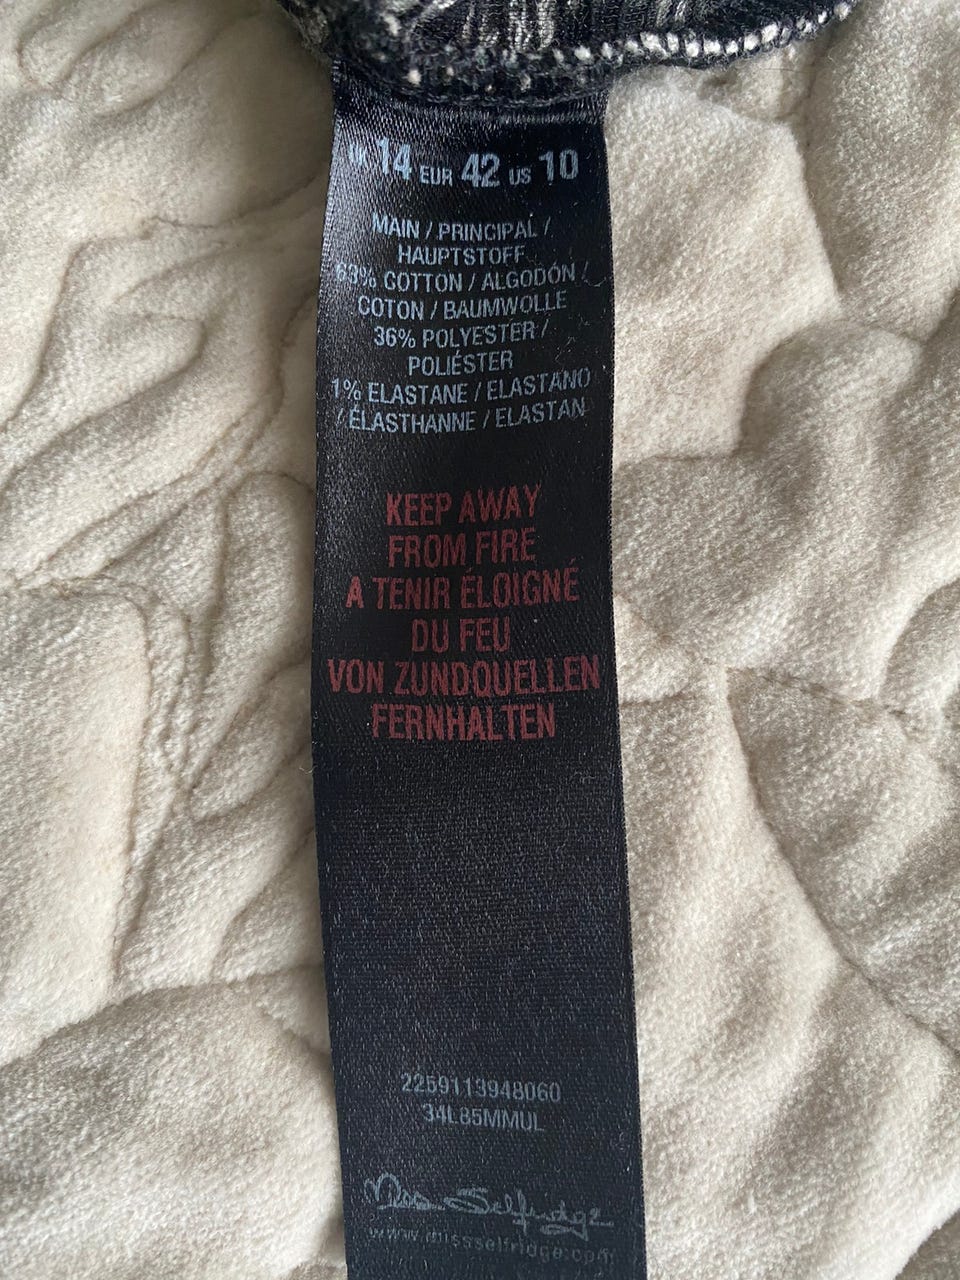 UK 14 EUR 42 US 10
MAIN / PRINCIPAL /
HAUPTSTOFF
63% COTTON / ALGODÓN /
COTON / BAUMWOLLE
36% POLYESTER /
POLIÉSTER
1% ELASTANE / ELASTANO
/ ÉLASTHANNE / ELASTAN
KEEP AWAY
FROM FIRE
A TENIR ÉLOIGNÉ
DU FEU
VON ZUNDQUELLEN
FERNHALTEN
2259113948060
34L85MMUL
Miss Selfridge
www.missselfridge.com